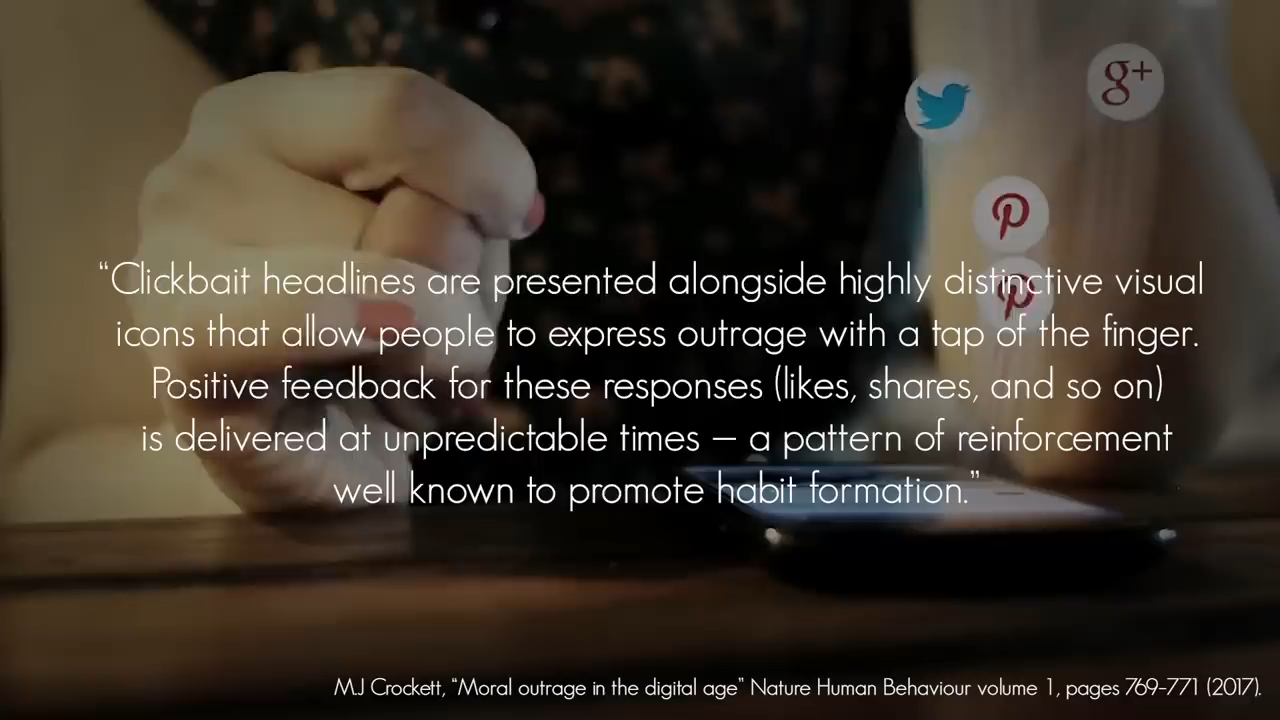 “Clickbait headlines are presented alongside highly distinctive visual
icons that allow people to express outrage with a tap of the finger.
Positive feedback for these responses (likes, shares, and so on)
is delivered at unpredictable times – a pattern of reinforcement
well known to promote habit formation.”
M.J Crockett, “Moral outrage in the digital age” Nature Human Behaviour volume 1, pages 769–771 (2017).
g+